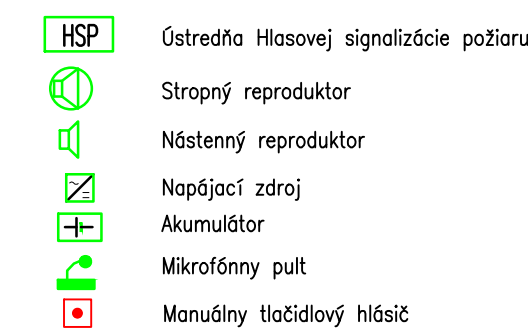 HSP Ústredňa Hlasovej signalizácie požiaru
Stropný reproduktor
Nástenný reproduktor
Napájací zdroj
Akumulátor
Mikrofónny pult
Manuálny tlačidlový hlásič